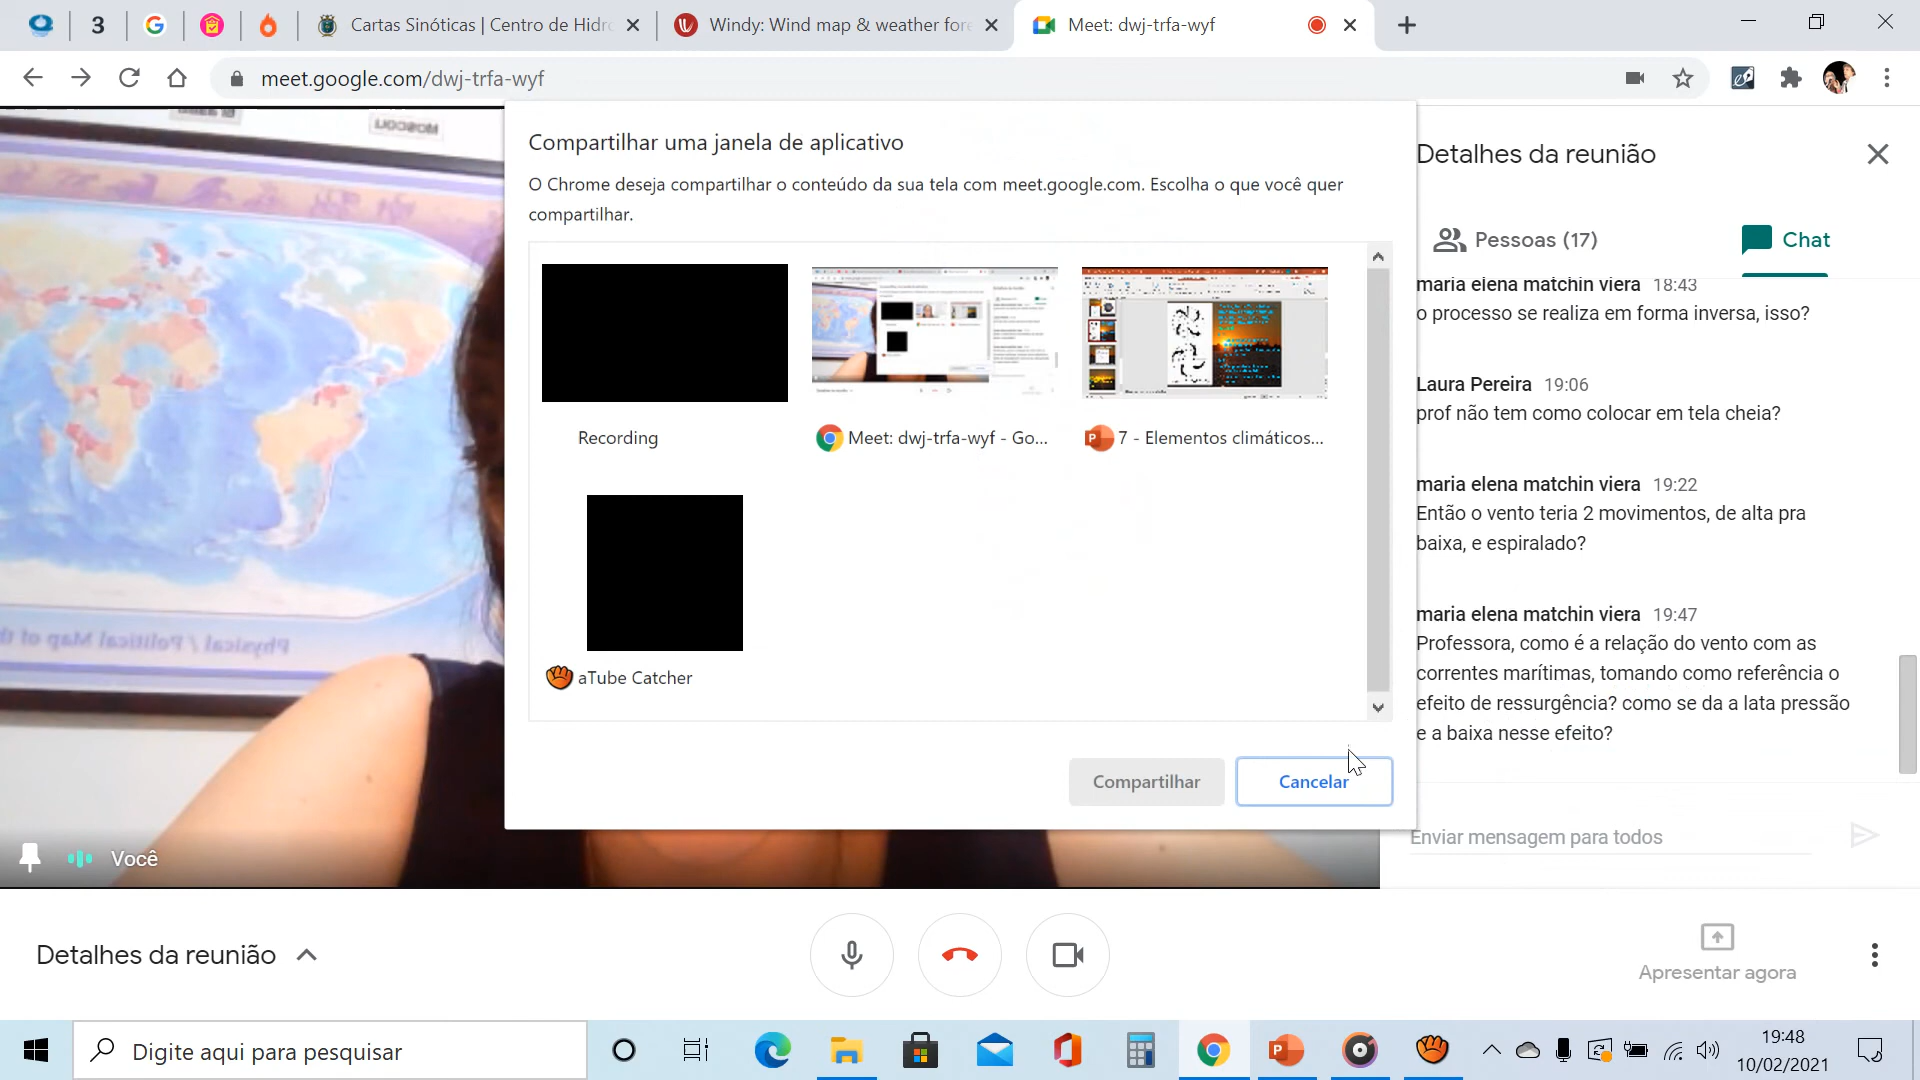 3
Cartas Sinóticas | Centro de Hidro
Windy: Wind map & weather fore
Meet: dwj-trfa-wyf
meet.google.com/dwj-trfa-wyf
MOSCOU
Physical / Political Map of th
Compartilhar uma janela de aplicativo
O Chrome deseja compartilhar o conteúdo da sua tela com meet.google.com. Escolha o que você quer
compartilhar.
Recording
Meet: dwj-trfa-wyf - Go...
7 - Elementos climáticos...
aTube Catcher
Compartilhar
Cancelar
Detalhes da reunião
Pessoas (17)
Chat
maria elena matchin viera 18:43
o processo se realiza em forma inversa, isso?
Laura Pereira 19:06
prof não tem como colocar em tela cheia?
maria elena matchin viera 19:22
Então o vento teria 2 movimentos, de alta pra
baixa, e espiralado?
maria elena matchin viera 19:47
Professora, como é a relação do vento com as
correntes marítimas, tomando como referência o
efeito de ressurgência? como se da a lata pressão
e a baixa nesse efeito?
Enviar mensagem para todos
Você
Detalhes da reunião
Apresentar agora
Digite aqui para pesquisar
19:48
10/02/2021